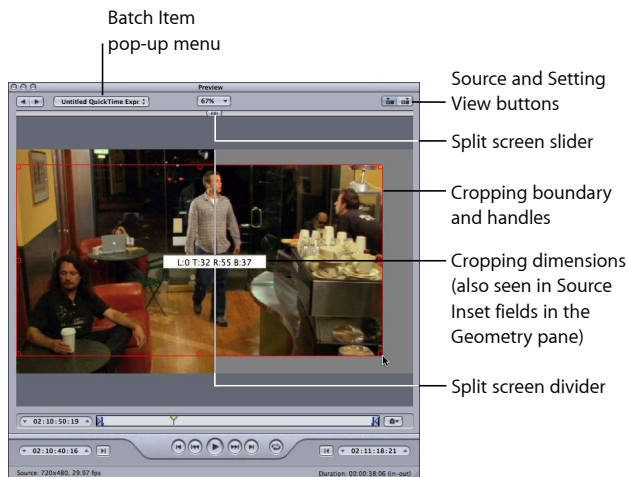 Batch Item
pop-up menu
Preview
Untitled QuickTime Expo
67%
Source and Setting
View buttons
Split screen slider
Cropping boundary
and handles
L:0 T:32 R:55 B:37
Cropping dimensions
(also seen in Source
Inset fields in the
Geometry pane)
Split screen divider
02:10:50:19
02:10:40:16
02:11:18:21
Source: 720x480, 29.97 fps
Duration: 00:00:38:06 (in-out)